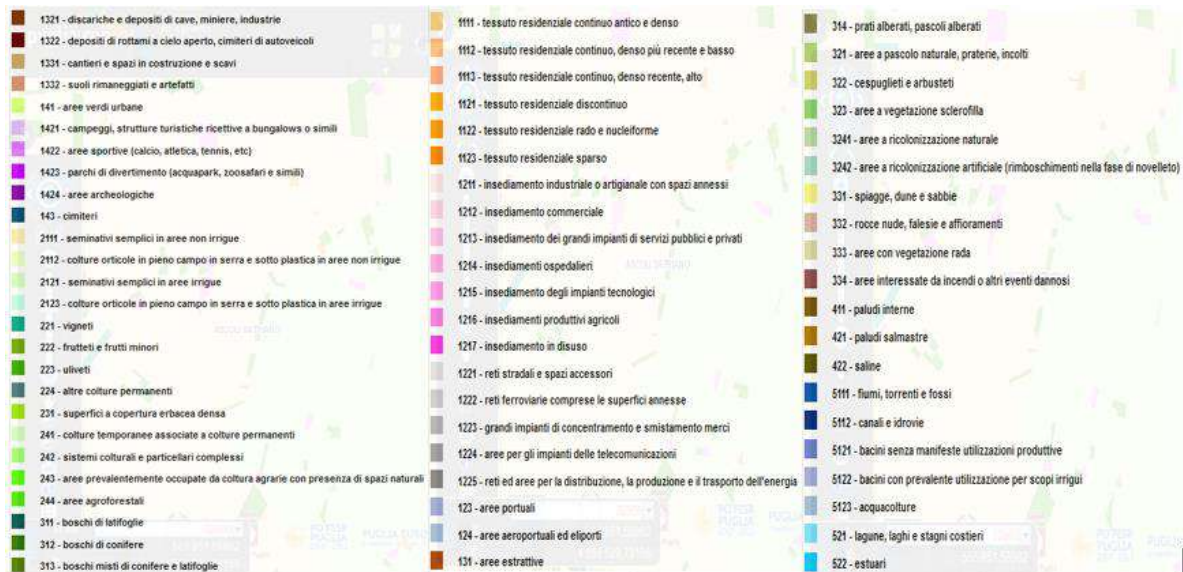 1321 - discariche e depositi di cave, miniere, industrie
1322 - depositi di rottami a cielo aperto, cimiteri di autoveicoli
1331 - cantieri e spazi in costruzione e scavi
1332 - suoli rimaneggiati e artefatti
141 - aree verdi urbane
1421 - campeggi, strutture turistiche ricettive a bungalows o simili
1422 - aree sportive (calcio, atletica, tennis, etc)
1423 - parchi di divertimento (acquapark, zoosafari e simili)
1424 - aree archeologiche
143 - cimiteri
2111 - seminativi semplici in aree non irrigue
2112 - colture orticole in pieno campo in serra e sotto plastica in aree non irrigue
2121 - seminativi semplici in aree irrigue
2123 - colture orticole in pieno campo in serra e sotto plastica in aree irrigue
221 - vigneti
222 - frutteti e frutti minori
223 - uliveti
224 - altre colture permanenti
231 - superfici a copertura erbacea densa
241 - colture temporanee associate a colture permanenti
242 - sistemi colturali e particellari complessi
243 - aree prevalentemente occupate da coltura agrarie con presenza di spazi naturali
244 - aree agroforestali
311 - boschi di latifoglie
312 - boschi di conifere
313 - boschi misti di conifere e latifoglie
1111 - tessuto residenziale continuo antico e denso
1112 - tessuto residenziale continuo, denso più recente e basso
1113 - tessuto residenziale continuo, denso recente, alto
1121 - tessuto residenziale discontinuo
1122 - tessuto residenziale rado e nucleiforme
1123 - tessuto residenziale sparso
1211 - insediamento industriale o artigianale con spazi annessi
1212 - insediamento commerciale
1213 - insediamento dei grandi impianti di servizi pubblici e privati
1214 - insediamenti ospedalieri
1215 - insediamento degli impianti tecnologici
1216 - insediamenti produttivi agricoli
1217 - insediamento in disuso
1221 - reti stradali e spazi accessori
1222 - reti ferroviarie comprese le superfici annesse
1223 - grandi impianti di concentramento e smistamento merci
1224 - aree per gli impianti delle telecomunicazioni
1225 - reti ed aree per la distribuzione, la produzione e il trasporto dell'energia
123 - aree portuali
124 - aree aeroportuali ed eliporti
131 - aree estrattive
314 - prati alberati, pascoli alberati
321 - aree a pascolo naturale, praterie, incolti
322 - cespuglieti e arbusteti
323 - aree a vegetazione sclerofilla
3241 - aree a ricolonizzazione naturale
3242 - aree a ricolonizzazione artificiale (rimboschimenti nella fase di novelleto)
331 - spiagge, dune e sabbie
332 - rocce nude, falesie e affioramenti
333 - aree con vegetazione rada
334 - aree interessate da incendi o altri eventi dannosi
411 - paludi interne
421 - paludi salmastre
422 - saline
5111 - fiumi, torrenti e fossi
5112 - canali e idrovie
5121 - bacini senza manifeste utilizzazioni produttive
5122 - bacini con prevalente utilizzazione per scopi irrigui
5123 - acquacolture
521 - lagune, laghi e stagni costieri
522 - estuari